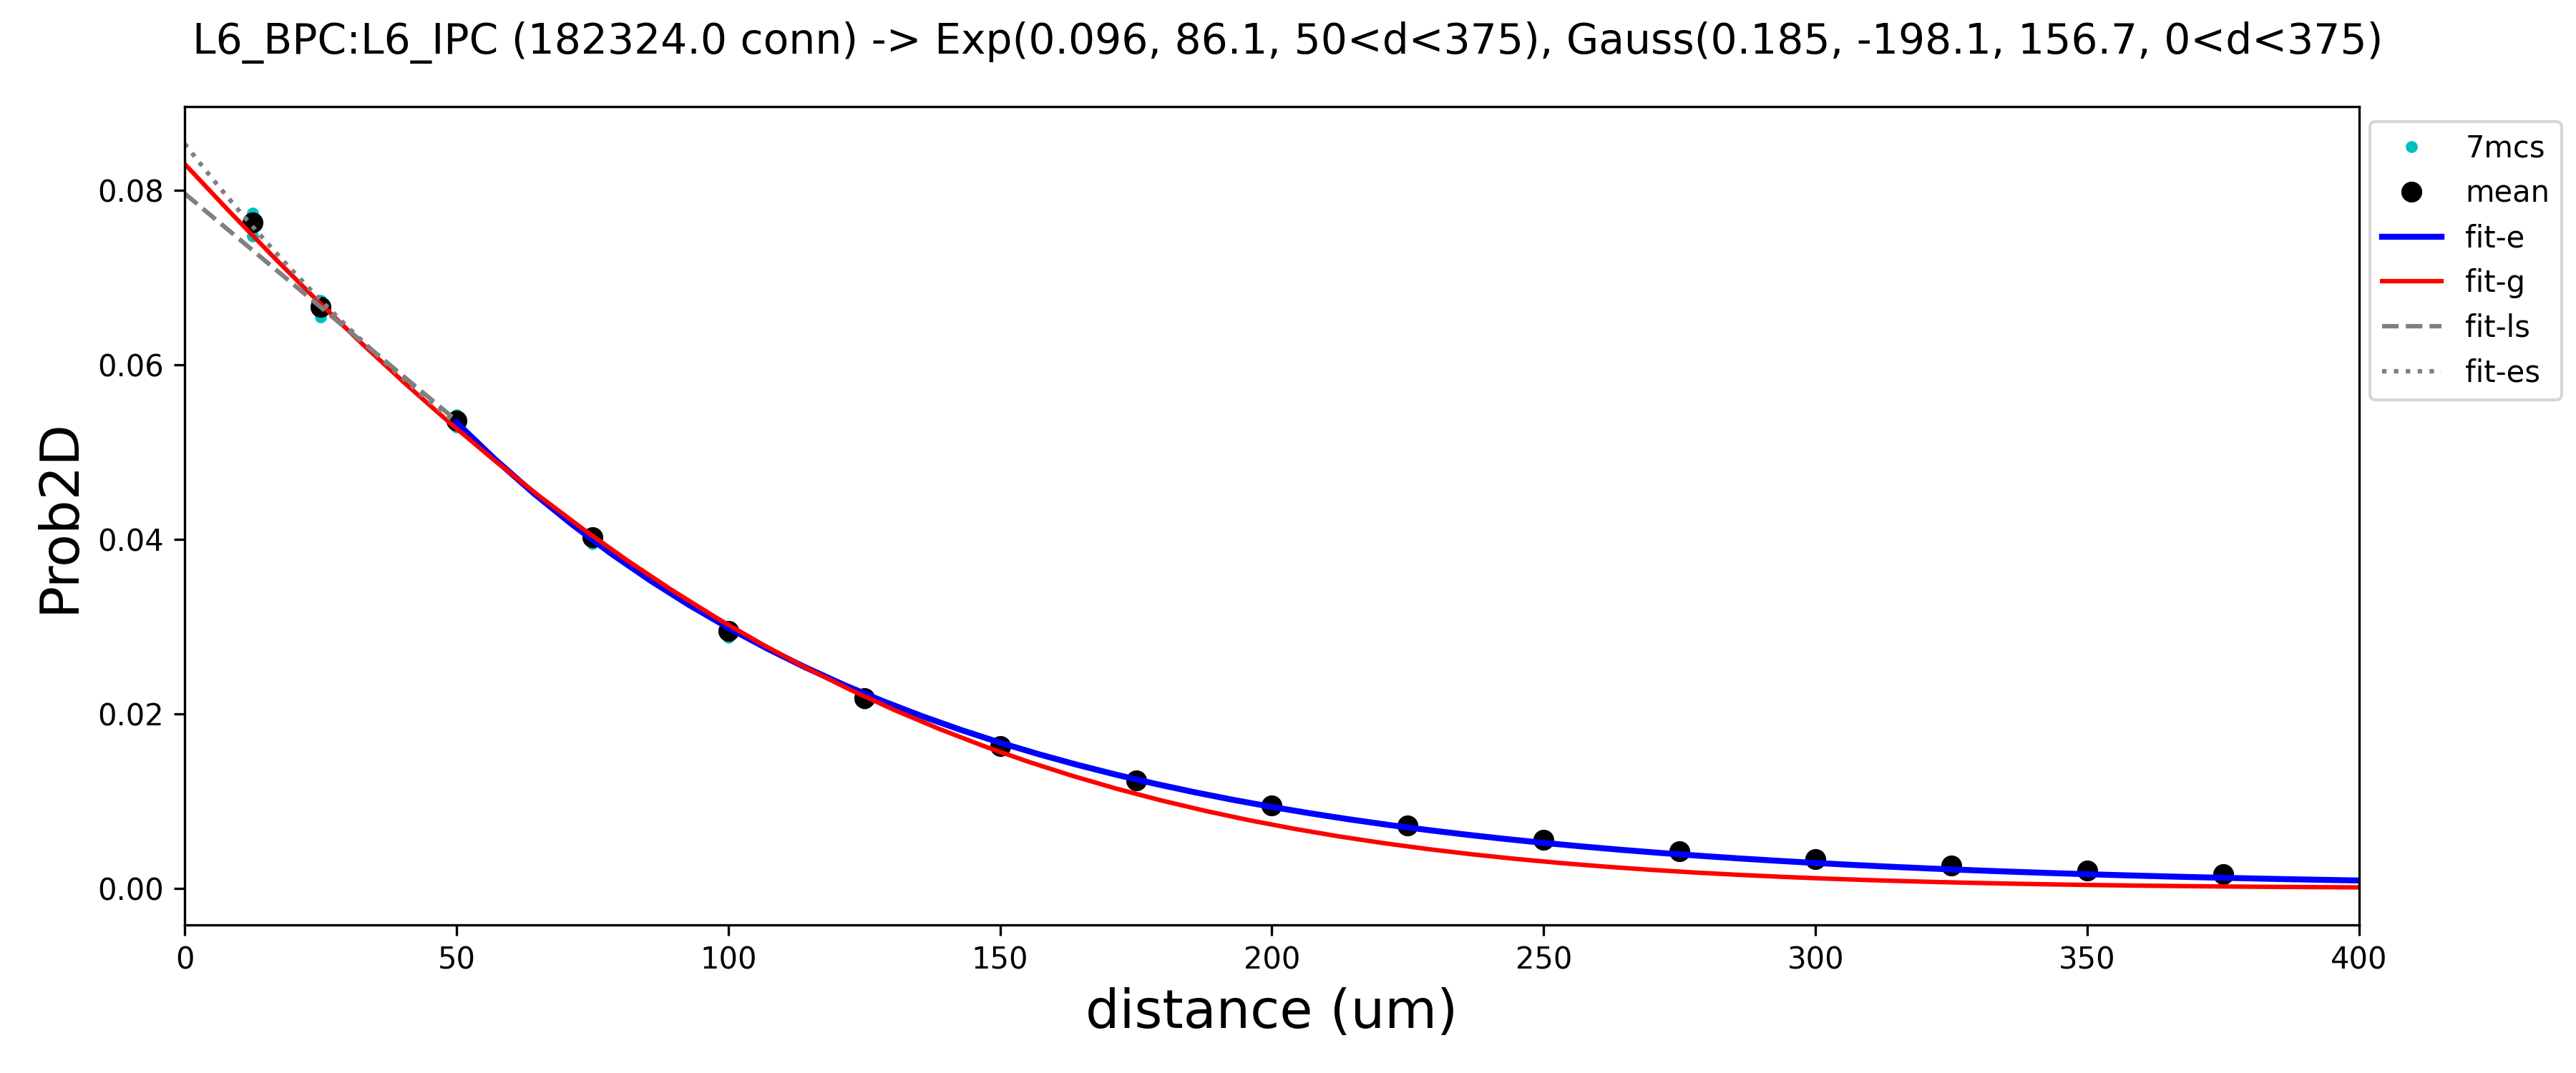 L6_BPC:L6_IPC (182324.0 conn) -> Exp(0.096, 86.1, 50<d<375), Gauss(0.185, -198.1, 156.7, 0<d<375)
7mcs
mean
fit-e
fit-g
fit-ls
fit-es
Prob2D
0.08
0.06
0.04
0.02
0.00
0 50 100 150 200 250 300 350 400
distance (um)